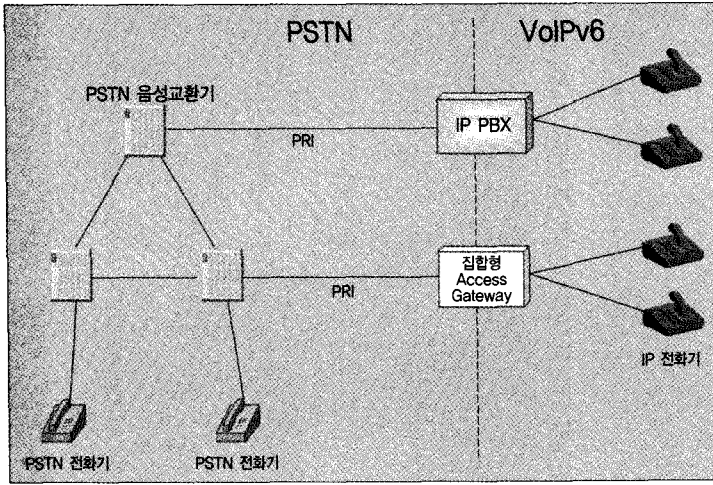 PSTN
VoIPv6
PSTN 음성교환기
PRI
IP PBX
PRI
집합형
Access
Gateway
IP 전화기
PSTN 전화기
PSTN 전화기